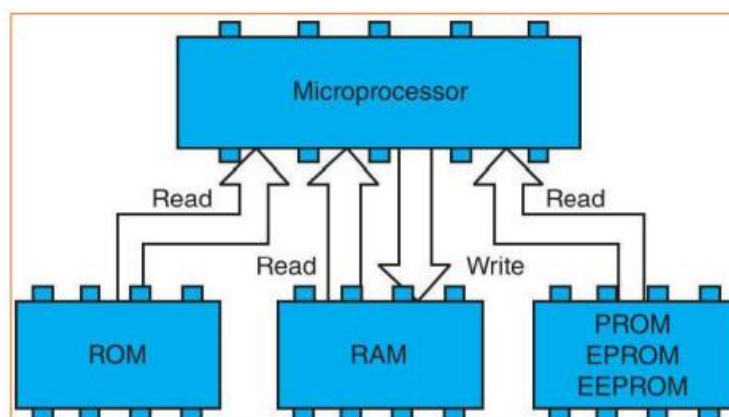 Microprocessor
Read
Read
Read
Write
ROM
RAM
PROM
EPROM
EEPROM